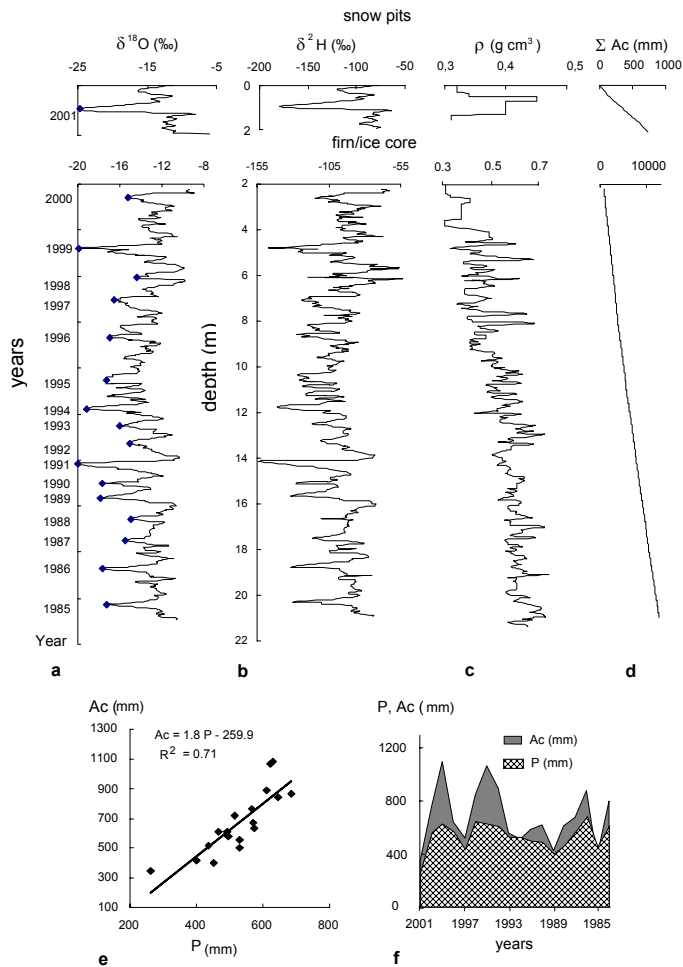 snow pits
δ 18O (‰) δ 2 H (‰) ρ (g cm3) Σ Ac (mm)
-25 -15 -5 -200 -150 -100 -50 0,3 0,4 0,5 0 500 1000
2001
0
2
firn/ice core
-20 -16 -12 -8 -155 -105 -55 0.3 0.5 0.7 0 10000
years
2000
1999
1998
1997
1996
1995
1994
1993
1992
1991
1990
1989
1988
1987
1986
1985
Year
depth (m)
2
4
6
8
10
12
14
16
18
20
22
a b c d
Ac (mm)
1300
1100
900
700
500
300
100
Ac = 1.8 P - 259.9
R2 = 0.71
200 400 600 800
P (mm)
e
P, Ac ( mm)
1200
800
400
0
Ac (mm)
P (mm)
2001 1997 1993 1989 1985
years
f